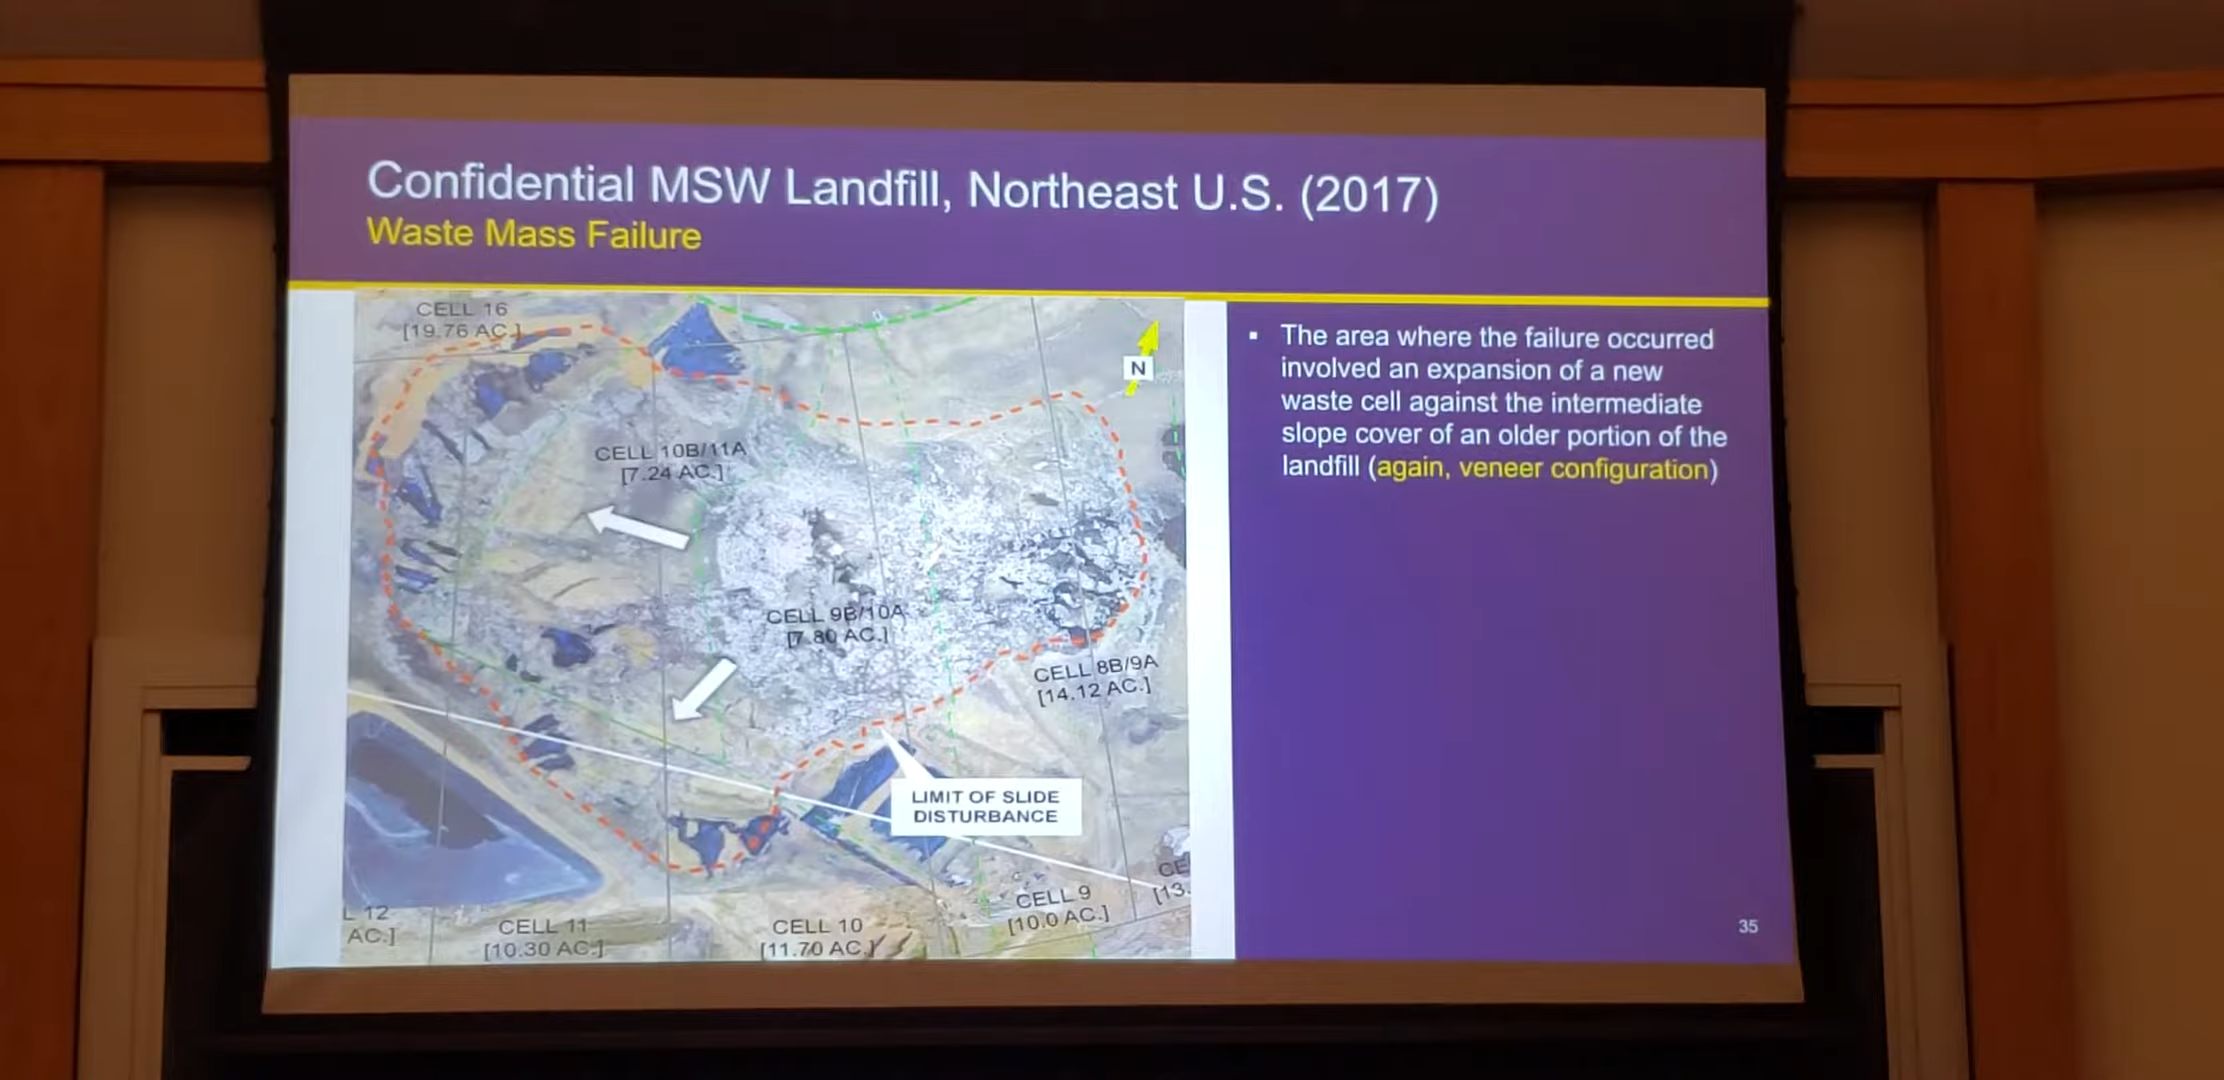 Confidential MSW Landfill, Northeast U.S. (2017)
Waste Mass Failure
CELL 16
[19.76 AC.]
N
CELL 10B/11A
[7.24 AC.]
CELL 9B/10A
[7.80 AC.]
CELL 8B/9A
[14.12 AC.]
LIMIT OF SLIDE
DISTURBANCE
L 12
AC.]
CELL 11
[10.30 AC.]
CELL 10
[11.70 AC.]
CELL 9
[10.0 AC.]
CE
[13.
▪ The area where the failure occurred
involved an expansion of a new
waste cell against the intermediate
slope cover of an older portion of the
landfill (again, veneer configuration)
35